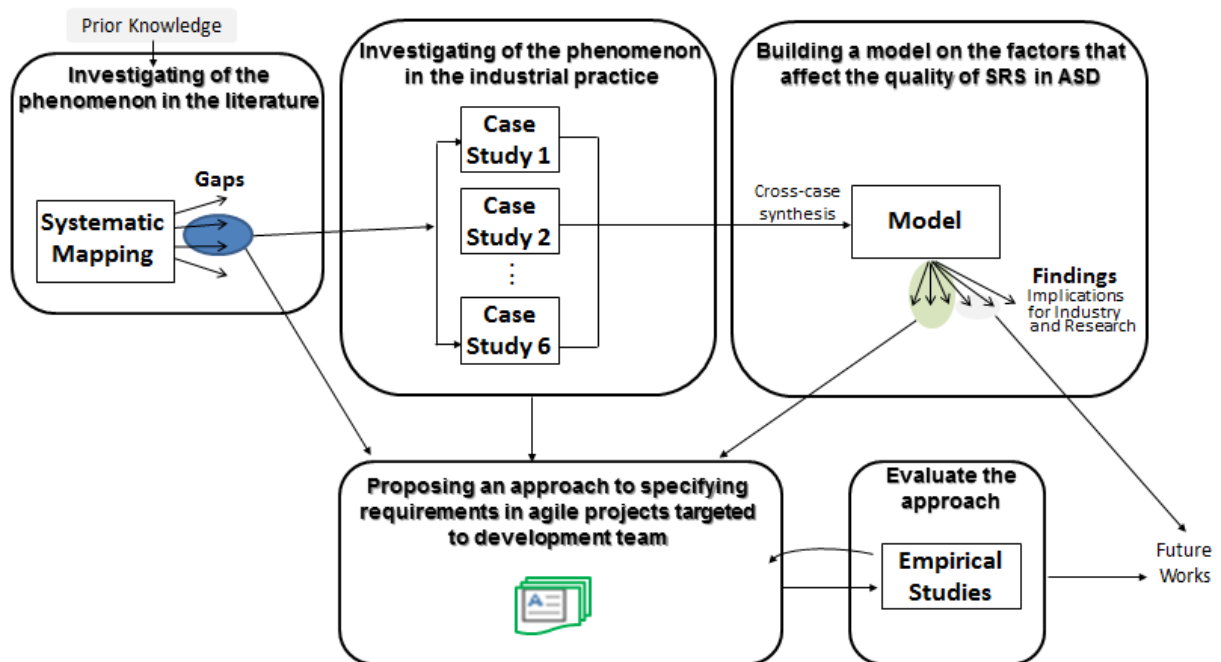 Prior Knowledge
Investigating of the
phenomenon in the literature
Gaps
Systematic
Mapping
Investigating of the phenomenon
in the industrial practice
Case
Study 1
Case
Study 2
⋮
Case
Study 6
Building a model on the factors that
affect the quality of SRS in ASD
Cross-case
synthesis
Model
Findings
Implications
for Industry
and Research
Proposing an approach to specifying
requirements in agile projects targeted
to development team
A
Evaluate the
approach
Empirical
Studies
Future
Works